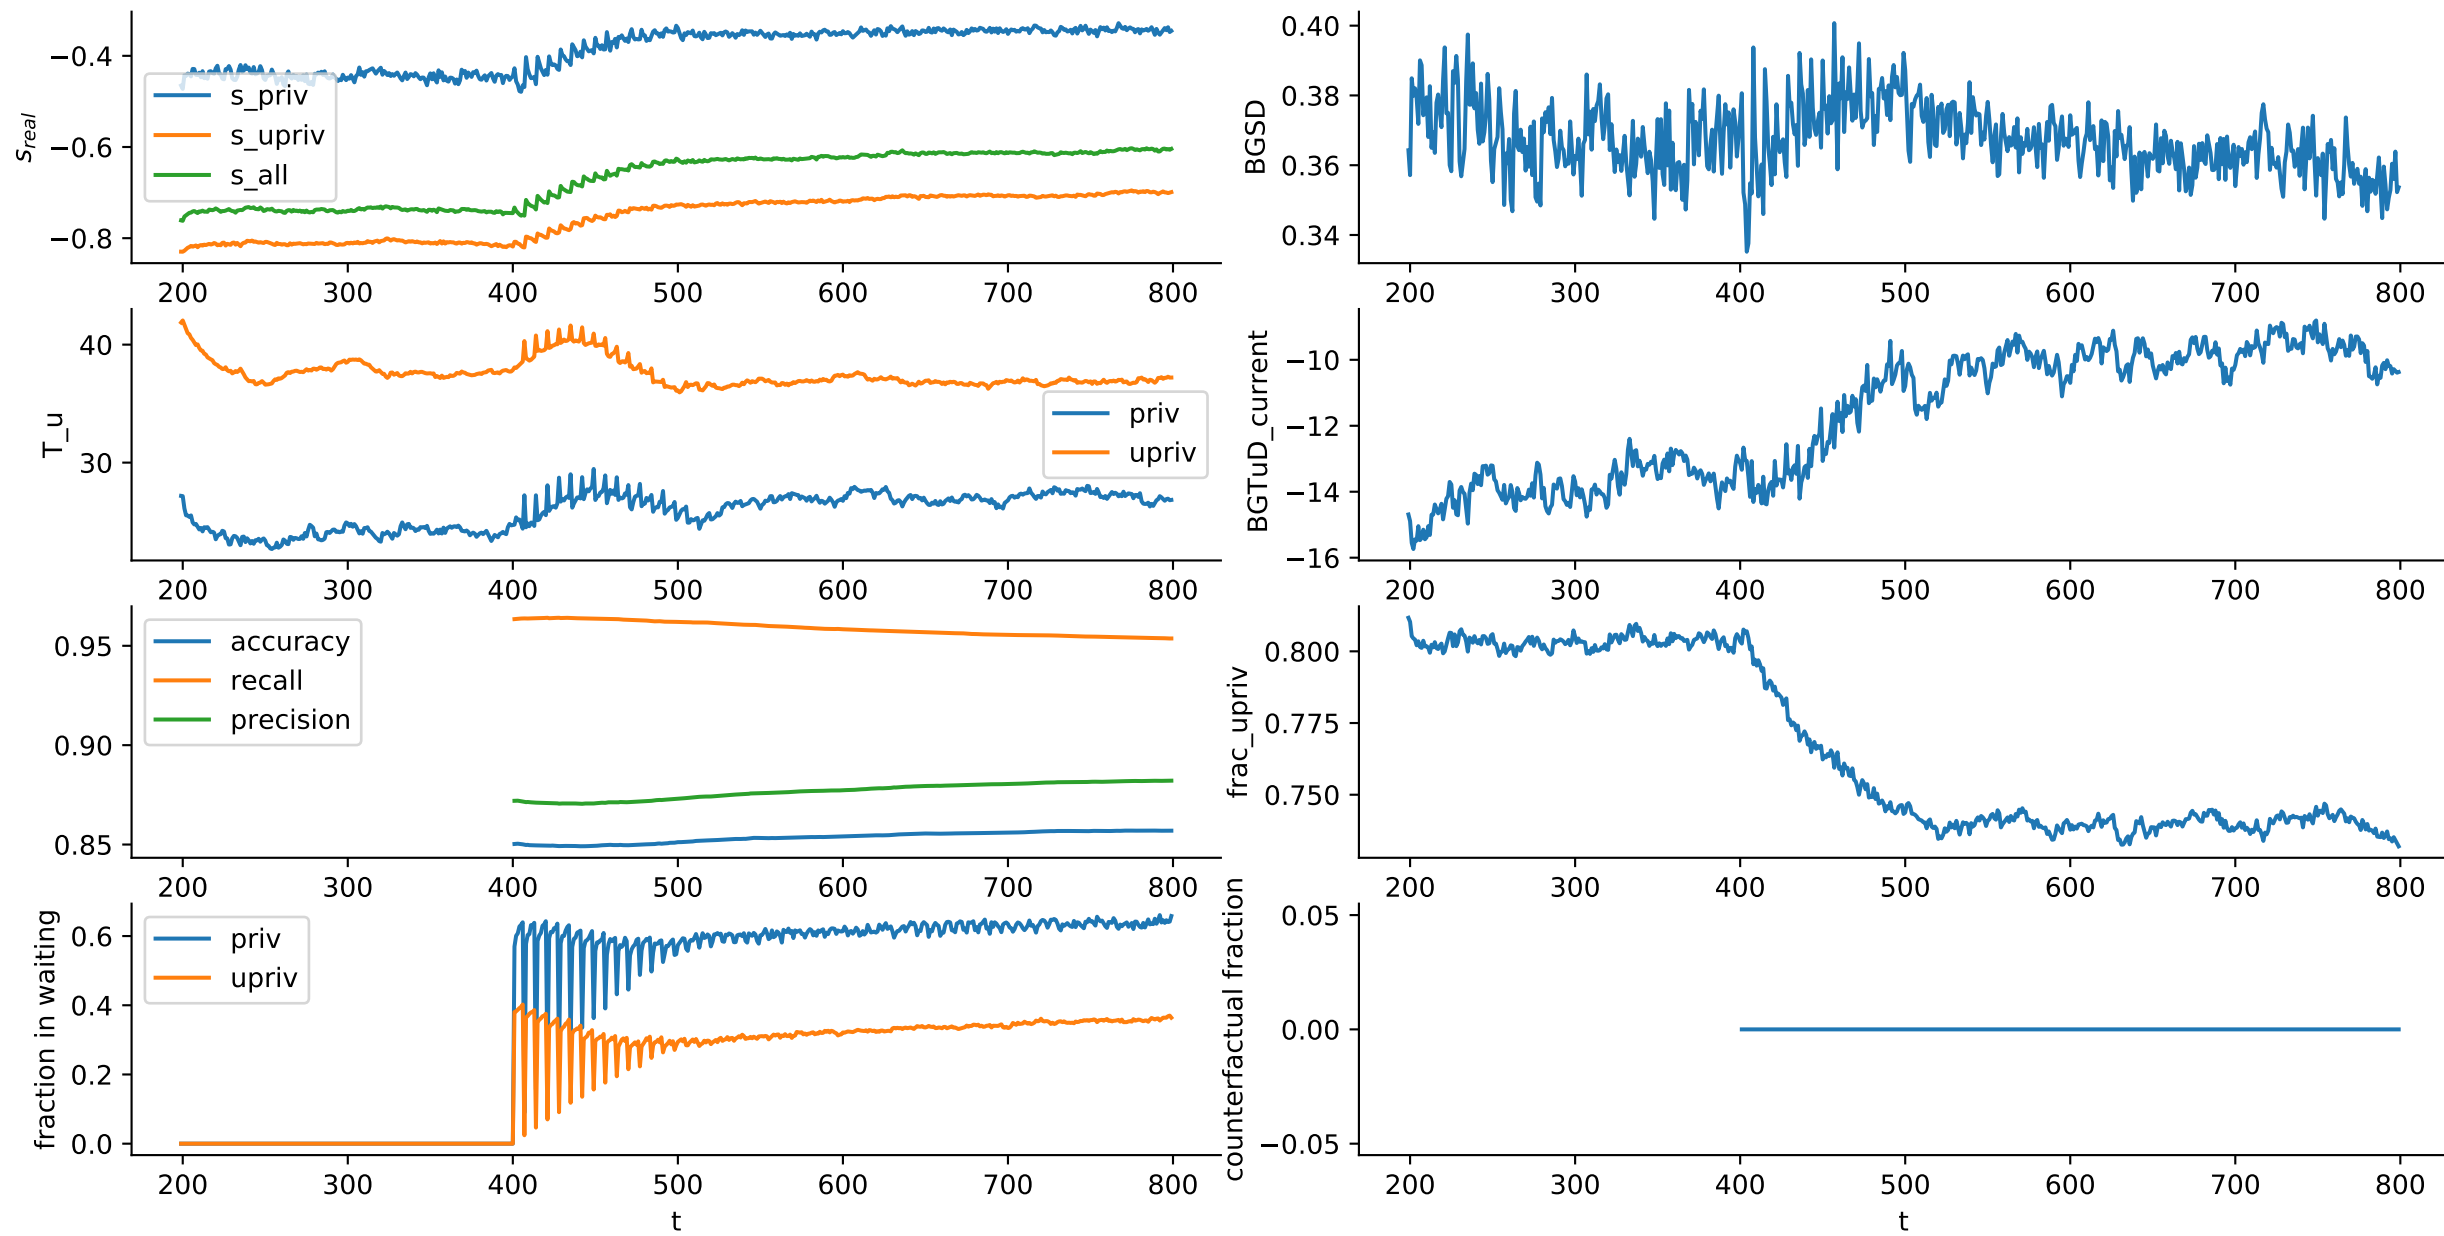 s_real
−0.4
−0.6
−0.8
s_priv
s_upriv
s_all
200 300 400 500 600 700 800
BGSD
0.40
0.38
0.36
0.34
200 300 400 500 600 700 800
T_u
40
30
priv
upriv
200 300 400 500 600 700 800
BGTuD_current
−10
−12
−14
−16
200 300 400 500 600 700 800
0.95
0.90
0.85
accuracy
recall
precision
200 300 400 500 600 700 800
frac_upriv
0.800
0.775
0.750
200 300 400 500 600 700 800
fraction in waiting
0.6
0.4
0.2
0.0
priv
upriv
200 300 400 500 600 700 800
t
counterfactual fraction
0.05
0.00
−0.05
200 300 400 500 600 700 800
t